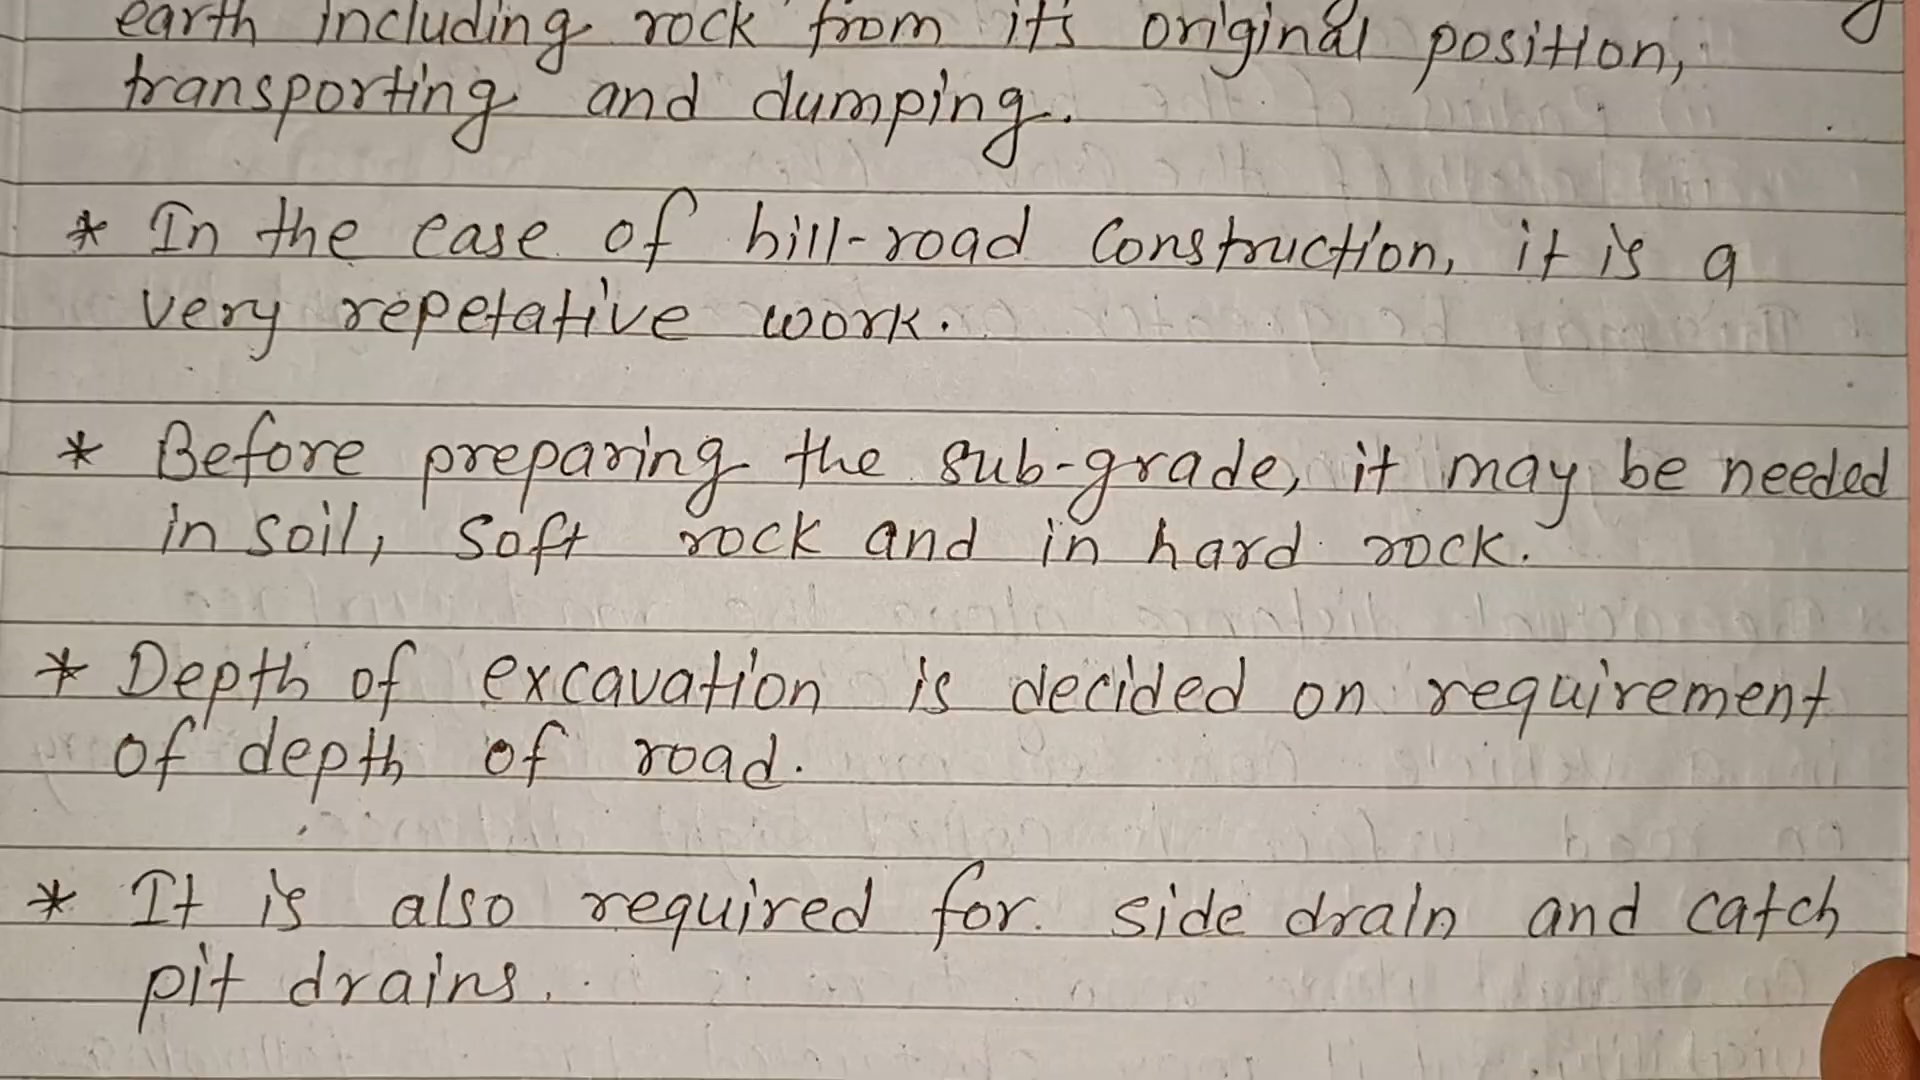 earth including rock from its original position,
transporting and dumping.
* In the case of hill-road construction, it is a
very repetative work.
* Before preparing the sub-grade, it may be needed
in soil, soft rock and in hard rock.
* Depth of excavation is decided on requirement
of depth of road.
* It is also required for side drain and catch
pit drains.